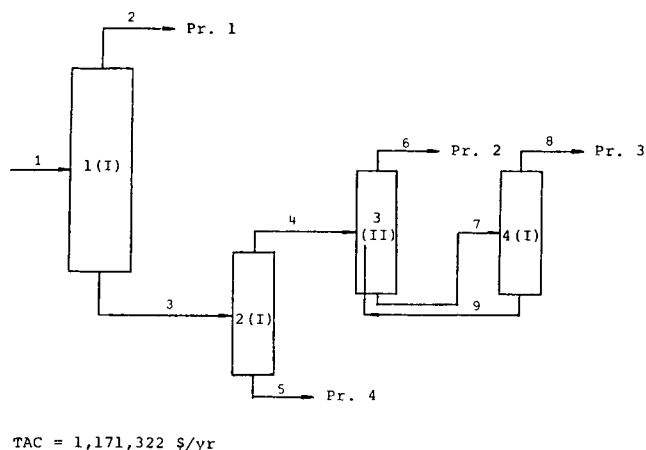 2
Pr. 1
1
1(I)
6
Pr. 2
8
Pr. 3
4
3
(II)
7
4(I)
3
2(I)
9
5
Pr. 4
TAC = 1,171,322 $/yr